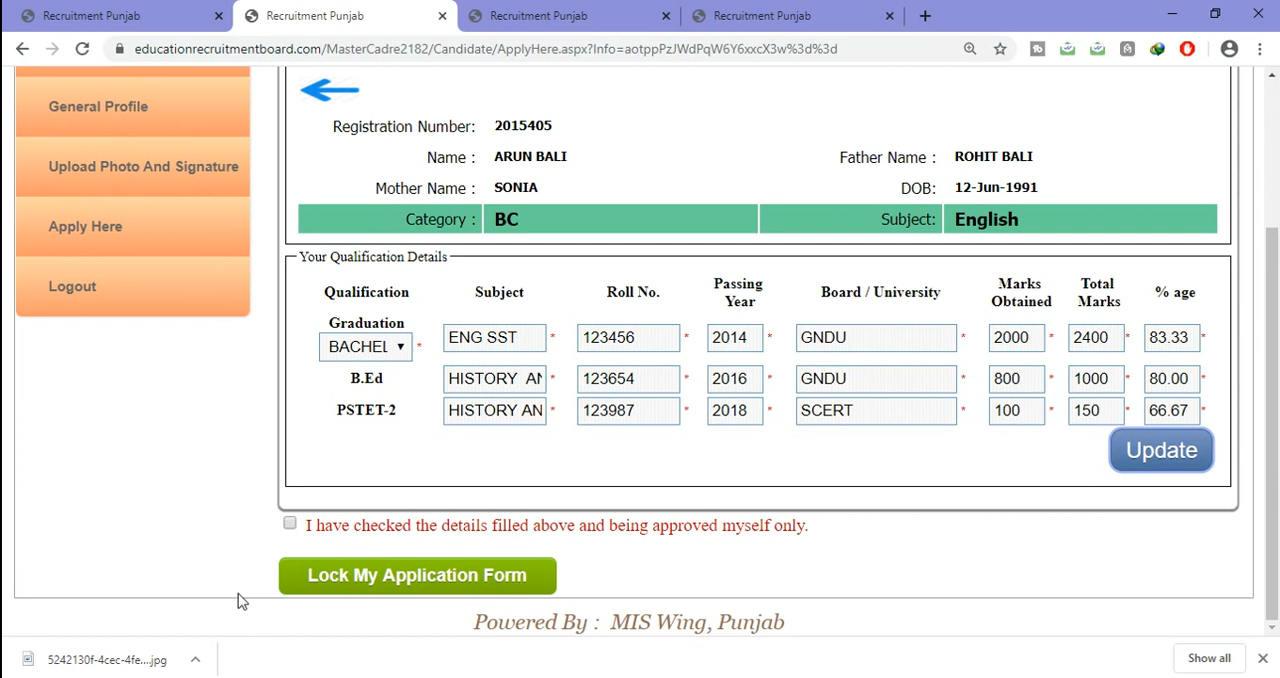 Recruitment Punjab
Recruitment Punjab
Recruitment Punjab
Recruitment Punjab
educationrecruitmentboard.com/MasterCadre2182/Candidate/ApplyHere.aspx?Info=aotppPzJWdPqW6Y6xxcX3w%3d%3d
General Profile
Upload Photo And Signature
Apply Here
Logout
Registration Number: 2015405
Name : ARUN BALI Father Name : ROHIT BALI
Mother Name : SONIA DOB: 12-Jun-1991
Category : BC Subject: English
Your Qualification Details
Qualification Subject Roll No. Passing Year Board / University Marks Obtained Total Marks % age
Graduation
BACHEL * ENG SST * 123456 * 2014 * GNDU * 2000 * 2400 * 83.33 *
B.Ed HISTORY AN * 123654 * 2016 * GNDU * 800 * 1000 * 80.00 *
PSTET-2 HISTORY AN * 123987 * 2018 * SCERT * 100 * 150 * 66.67 *
Update
I have checked the details filled above and being approved myself only.
Lock My Application Form
Powered By : MIS Wing, Punjab
5242130f-4cec-4fe....jpg
Show all